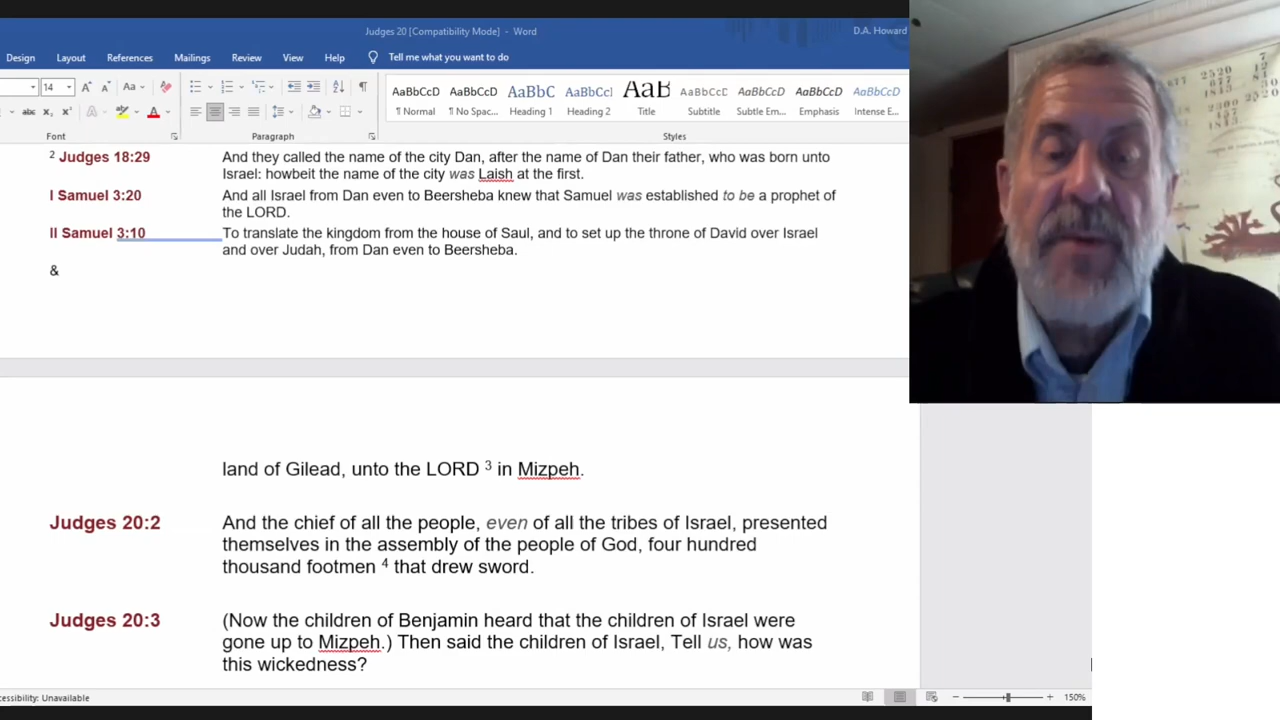 Judges 20 [Compatibility Mode] - Word
D.A. Howard
Design Layout References Mailings Review View Help Tell me what you want to do
14 Aa
AaBbCcD AaBbCcD AaBbC AaBbCcl AaB AaBbCcD AaBbCcD AaBbCcD AaBbCcD
¶ Normal ¶ No Spac... Heading 1 Heading 2 Title Subtitle Subtle Em... Emphasis Intense E...
Font Paragraph Styles
2 Judges 18:29 And they called the name of the city Dan, after the name of Dan their father, who was born unto
Israel: howbeit the name of the city was Laish at the first.
I Samuel 3:20 And all Israel from Dan even to Beersheba knew that Samuel was established to be a prophet of
the LORD.
II Samuel 3:10 To translate the kingdom from the house of Saul, and to set up the throne of David over Israel
and over Judah, from Dan even to Beersheba.
&
land of Gilead, unto the LORD 3 in Mizpeh.
Judges 20:2 And the chief of all the people, even of all the tribes of Israel, presented
themselves in the assembly of the people of God, four hundred
thousand footmen 4 that drew sword.
Judges 20:3 (Now the children of Benjamin heard that the children of Israel were
gone up to Mizpeh.) Then said the children of Israel, Tell us, how was
this wickedness?
cessibility: Unavailable
150%
677 2520
2300
1843
457
1843